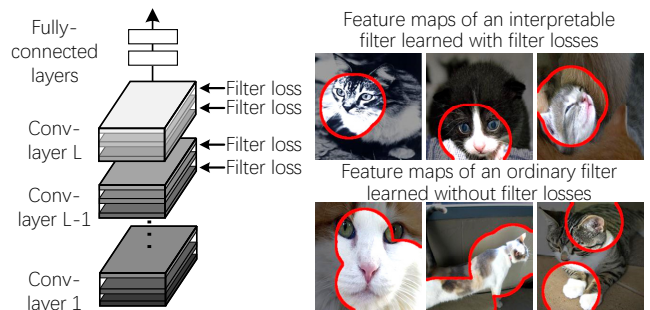 Fully-
connected
layers
Filter loss
Filter loss
Conv-
layer L
Filter loss
Filter loss
Conv-
layer L-1
Conv-
layer 1
Feature maps of an interpretable
filter learned with filter losses
Feature maps of an ordinary filter
learned without filter losses